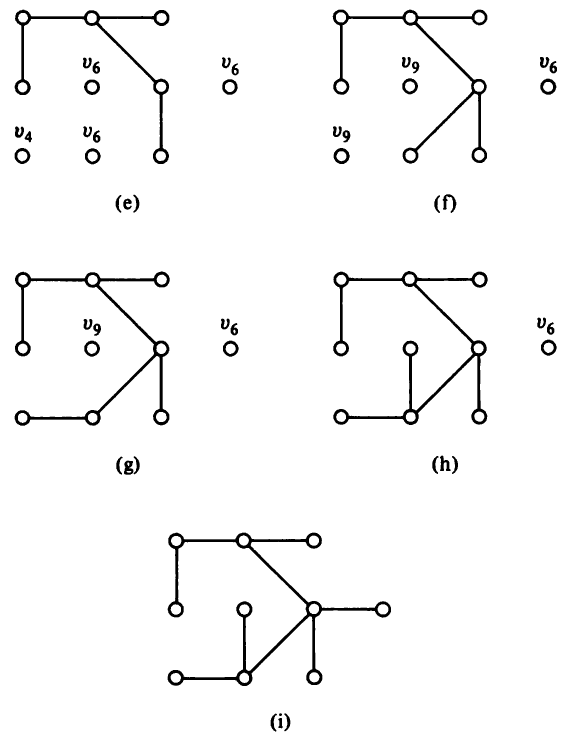 v₆ v₆
v₄ v₆
(e)
v₉ v₆
v₉
(f)
v₉ v₆
(g)
v₆
(h)
(i)